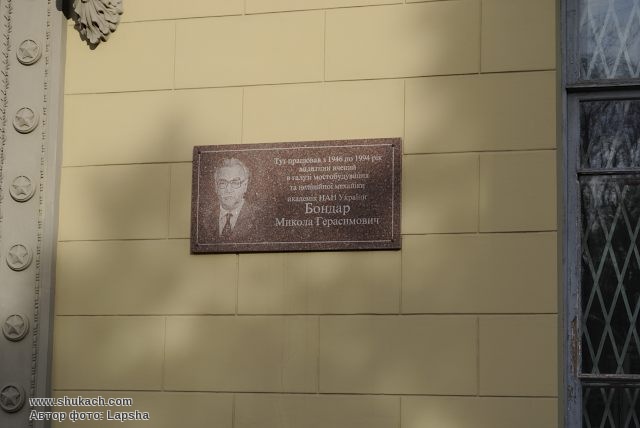 Тут працював з 1946 по 1994 рік
видатний вчений
в галузі мостобудування
та нелінійної механіки
академік НАН України
Бондар
Микола Герасимович
www.shukach.com
Автор фото: Lapsha